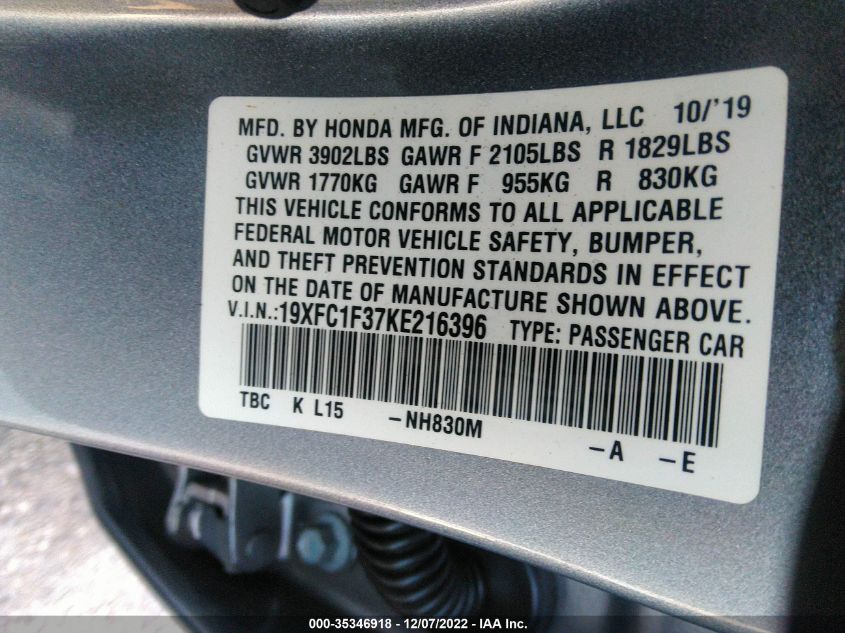 MFD. BY HONDA MFG. OF INDIANA, LLC 10/'19
GVWR 3902LBS GAWR F 2105LBS R 1829LBS
GVWR 1770KG GAWR F 955KG R 830KG
THIS VEHICLE CONFORMS TO ALL APPLICABLE
FEDERAL MOTOR VEHICLE SAFETY, BUMPER,
AND THEFT PREVENTION STANDARDS IN EFFECT
ON THE DATE OF MANUFACTURE SHOWN ABOVE.
V.I.N.:19XFC1F37KE216396 TYPE: PASSENGER CAR
TBC K L15 -NH830M -A -E
000-35346918 - 12/07/2022 - IAA Inc.